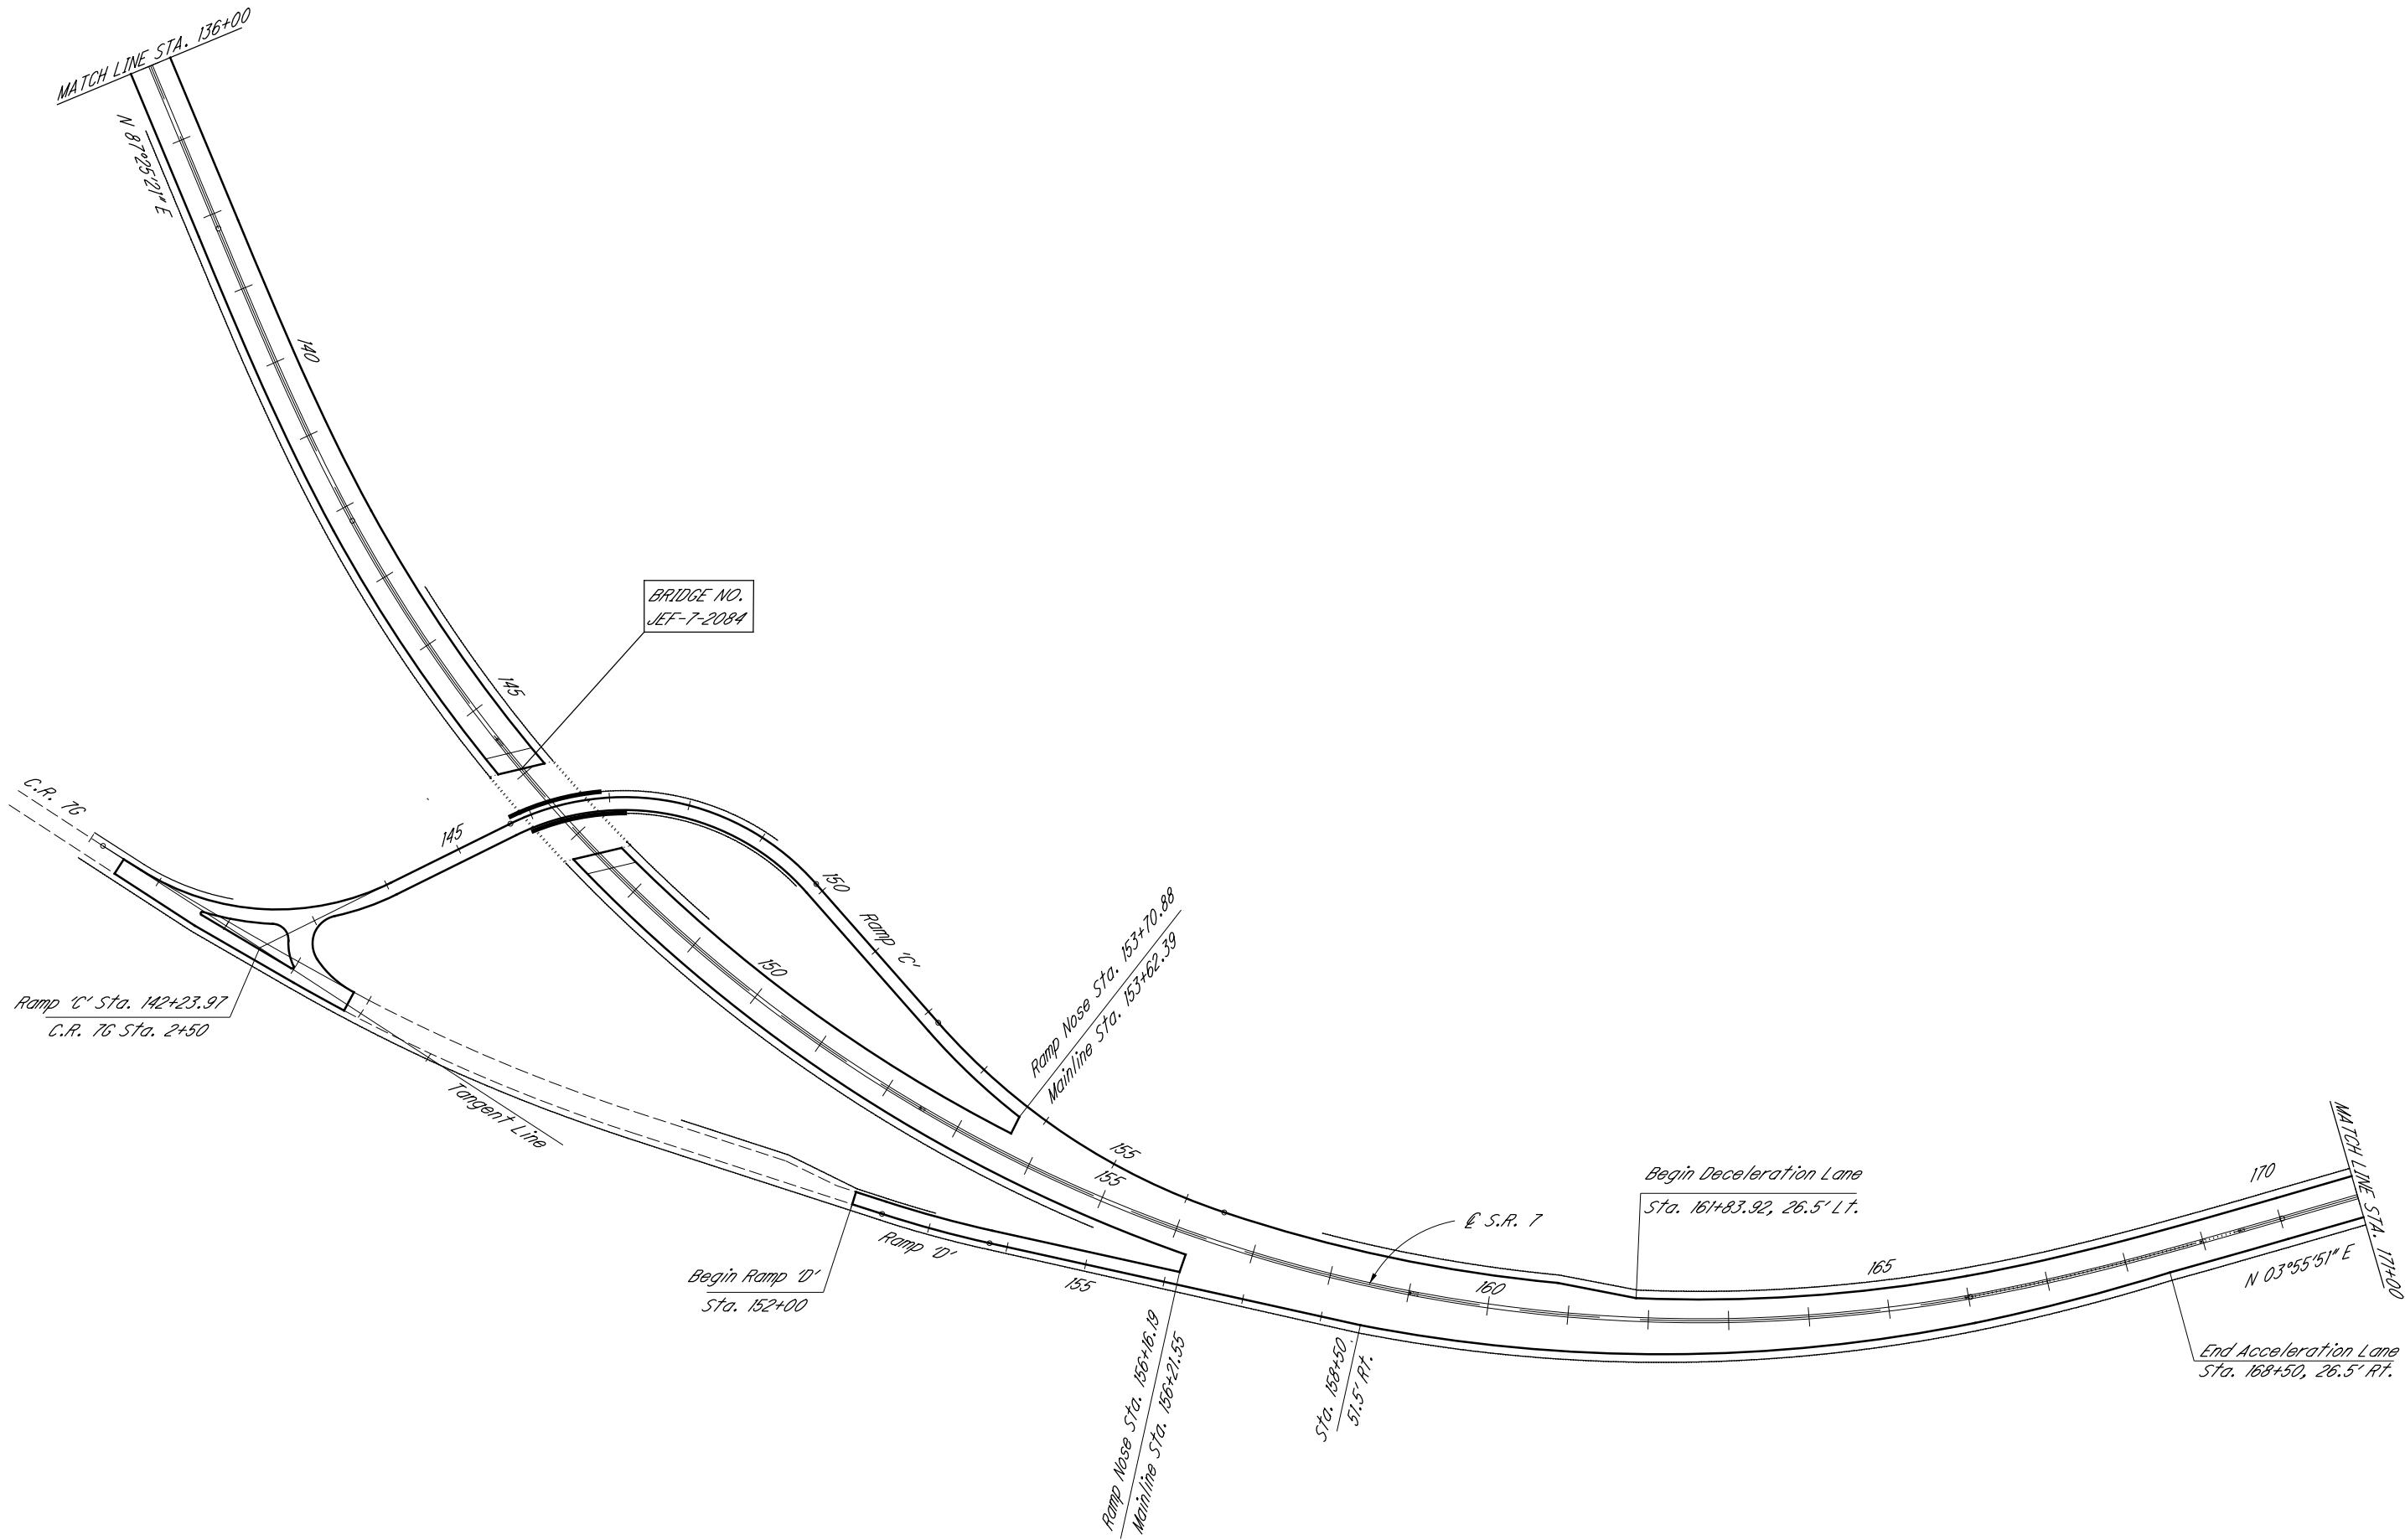 MATCH LINE STA. 136+00
N 87°25'21" E
140
BRIDGE NO.
JEF-7-2084
145
C.R. 7G
145
150
Ramp 'C'
150
Ramp Nose Sta. 153+70.88
Mainline Sta. 153+62.39
Ramp 'C' Sta. 142+23.97
C.R. 7G Sta. 2+50
Tangent Line
155
155
Begin Deceleration Lane
Sta. 161+83.92, 26.5' Lt.
MATCH LINE STA. 171+00
170
℄ S.R. 7
Ramp 'D'
165
N 03°55'51" E
Begin Ramp 'D'
Sta. 152+00
155
160
Ramp Nose Sta. 156+16.19
Mainline Sta. 156+21.55
Sta. 158+50
51.5' Rt.
End Acceleration Lane
Sta. 168+50, 26.5' Rt.